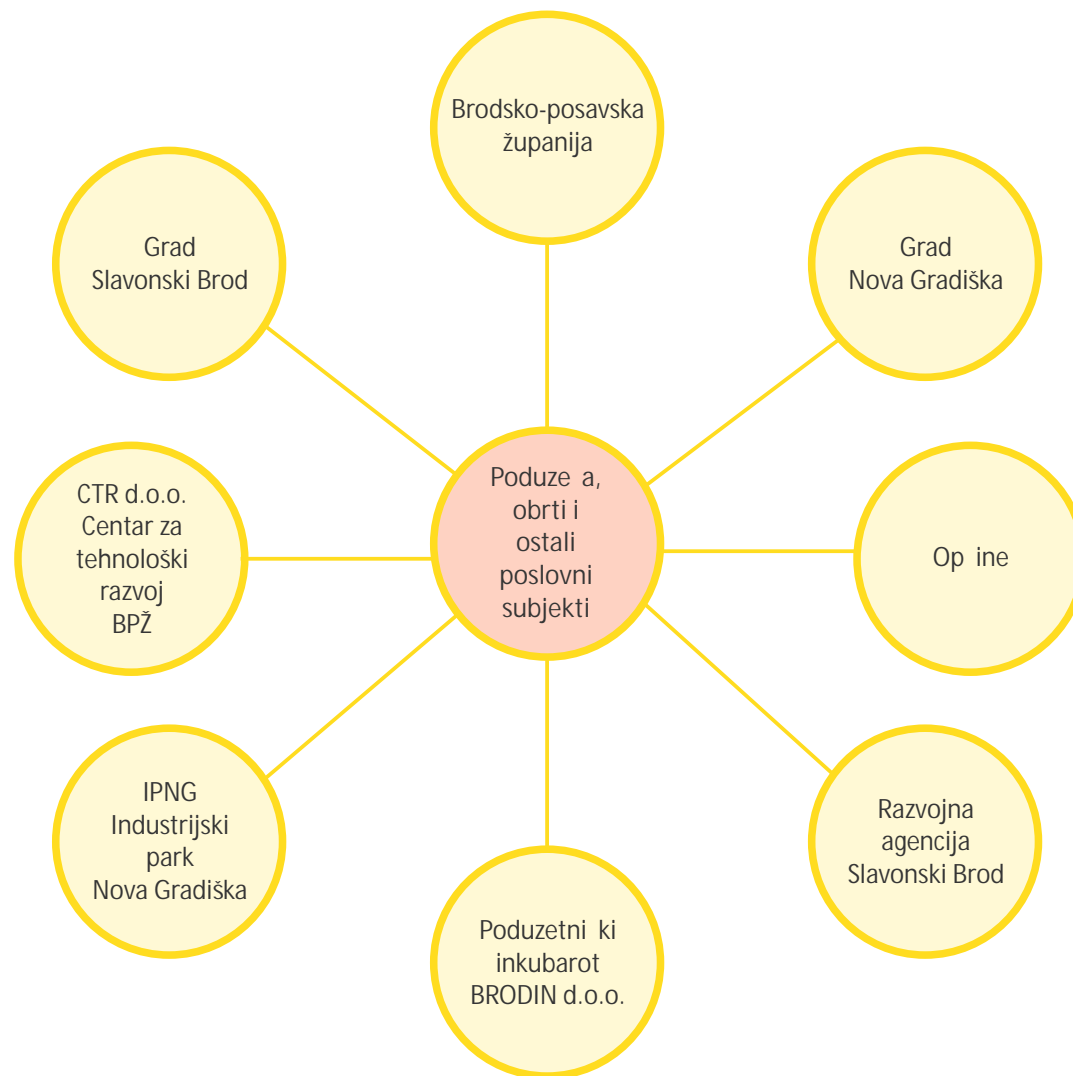 Brodsko-posavska
županija
Grad
Slavonski Brod
Grad
Nova Gradiška
CTR d.o.o.
Centar za
tehnološki
razvoj
BPŽ
Poduze a,
obrti i
ostali
poslovni
subjekti
Op ine
IPNG
Industrijski
park
Nova Gradiška
Poduzetni ki
inkubarot
BRODIN d.o.o.
Razvojna
agencija
Slavonski Brod